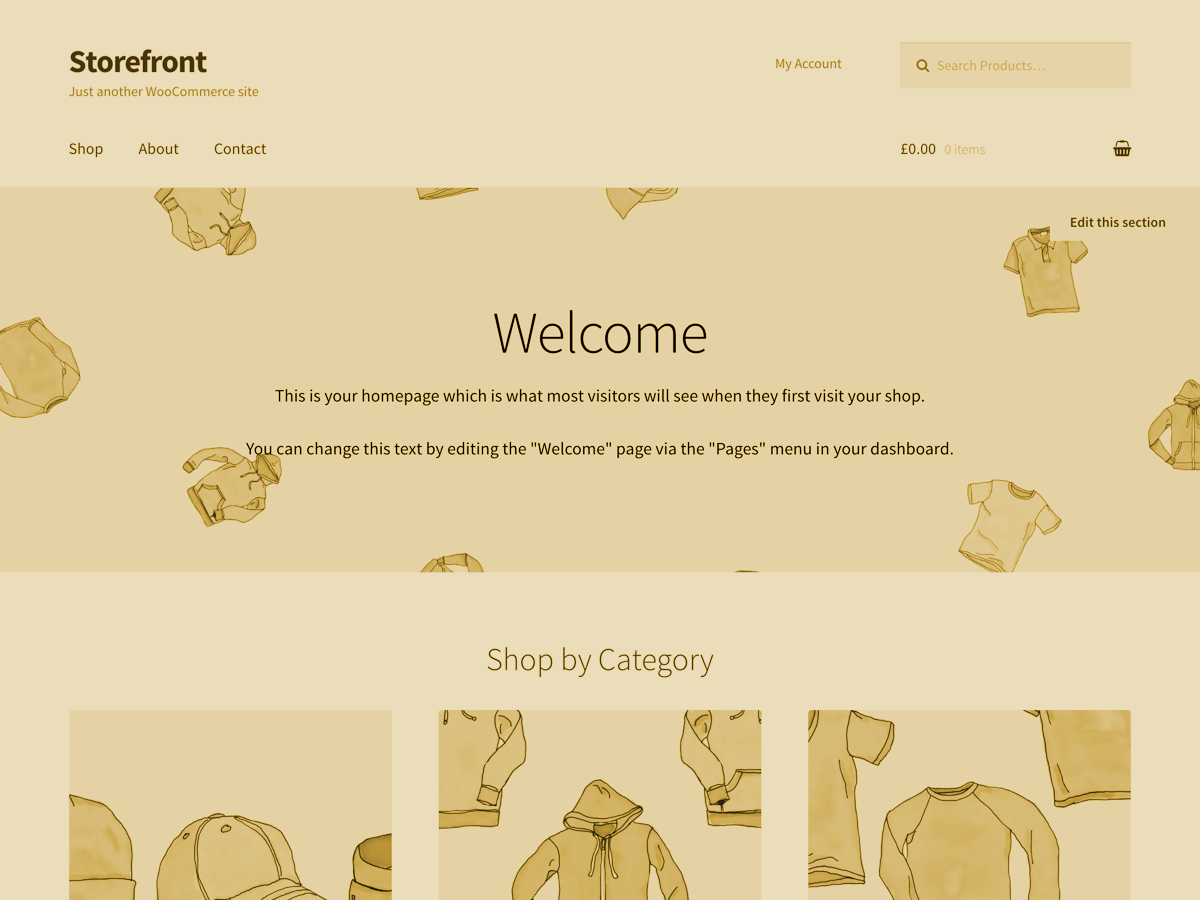 Storefront
Just another WooCommerce site
My Account
Search Products…
Shop
About
Contact
£0.00 0 items
Edit this section
Welcome
This is your homepage which is what most visitors will see when they first visit your shop.
You can change this text by editing the "Welcome" page via the "Pages" menu in your dashboard.
Shop by Category